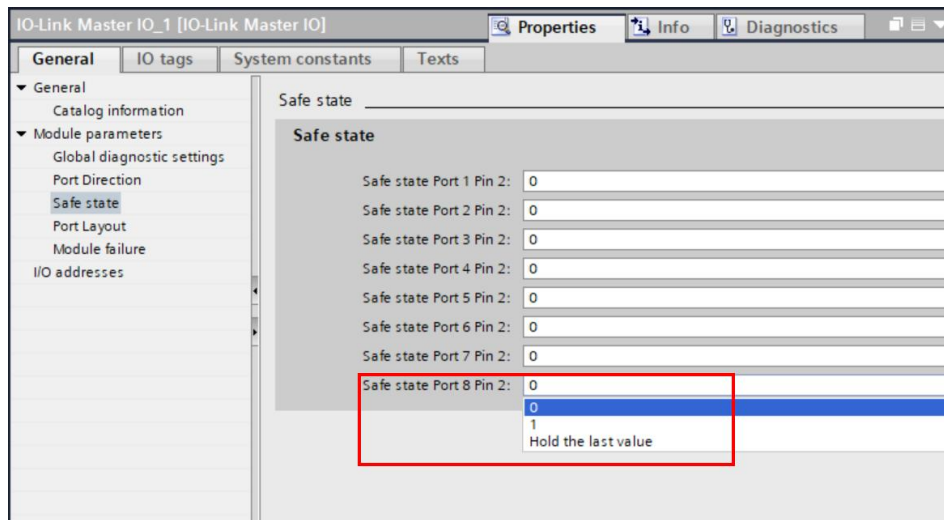 IO-Link Master IO_1 [IO-Link Master IO]
Properties
Info
Diagnostics
General
IO tags
System constants
Texts
General
Catalog information
Module parameters
Global diagnostic settings
Port Direction
Safe state
Port Layout
Module failure
I/O addresses
Safe state
Safe state
Safe state Port 1 Pin 2: 0
Safe state Port 2 Pin 2: 0
Safe state Port 3 Pin 2: 0
Safe state Port 4 Pin 2: 0
Safe state Port 5 Pin 2: 0
Safe state Port 6 Pin 2: 0
Safe state Port 7 Pin 2: 0
Safe state Port 8 Pin 2: 0
0
1
Hold the last value